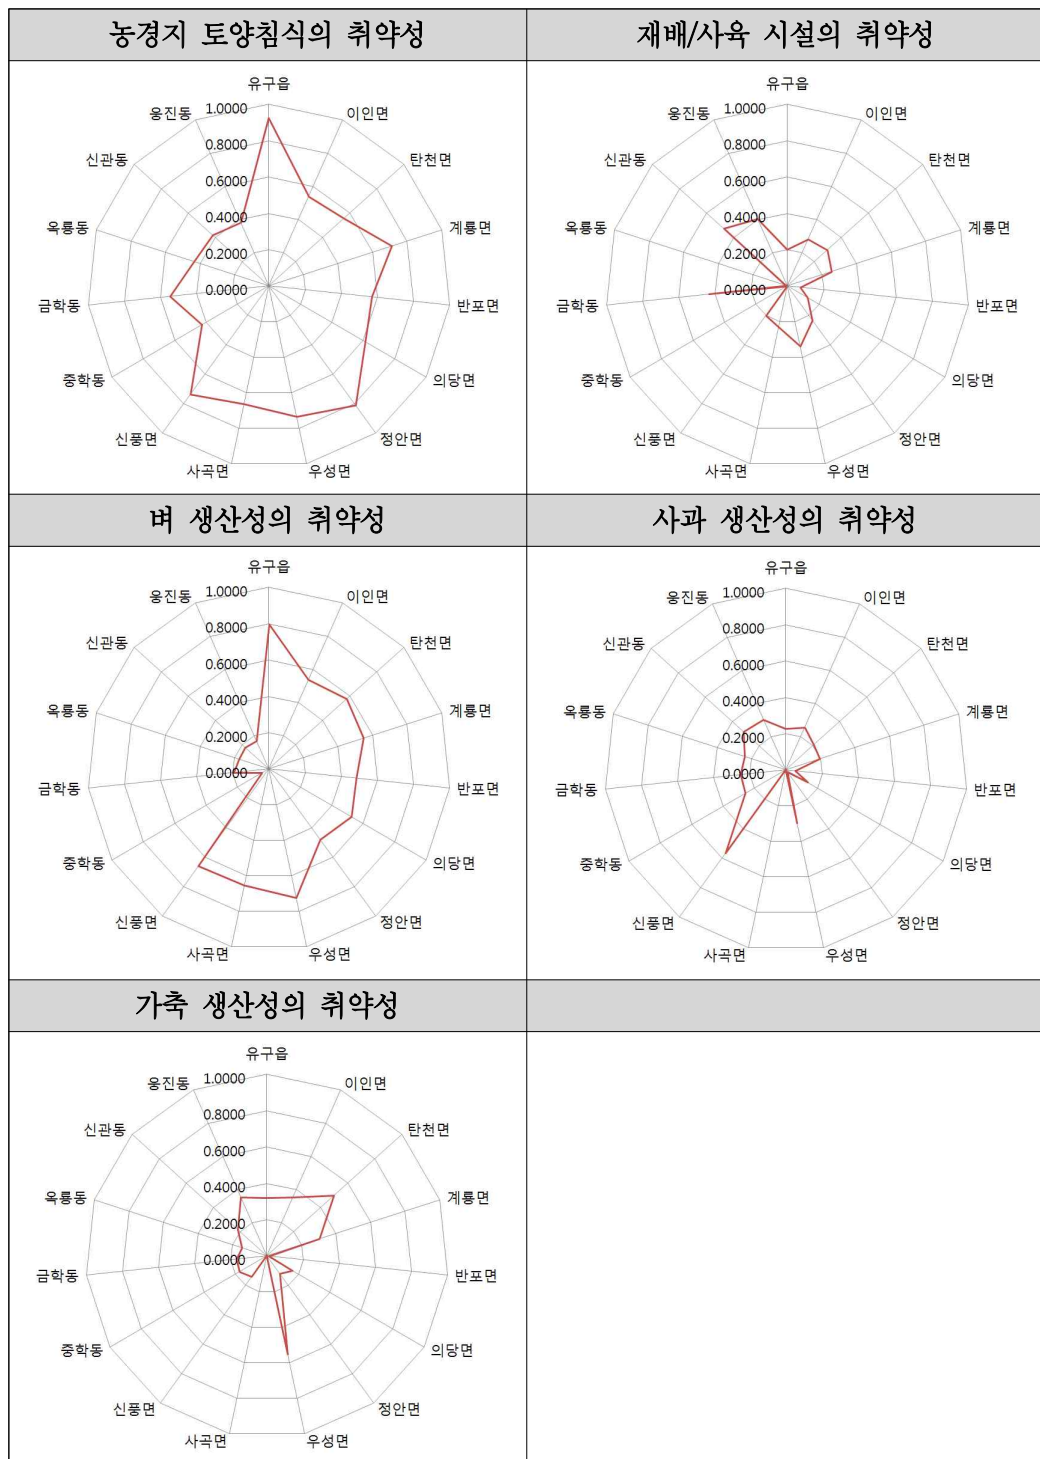 농경지 토양침식의 취약성
재배/사육 시설의 취약성
유구읍
이인면
탄천면
계룡면
반포면
의당면
정안면
우성면
사곡면
신풍면
중학동
금학동
옥룡동
신관동
웅진동
1.0000
0.8000
0.6000
0.4000
0.2000
0.0000
유구읍
이인면
탄천면
계룡면
반포면
의당면
정안면
우성면
사곡면
신풍면
중학동
금학동
옥룡동
신관동
웅진동
1.0000
0.8000
0.6000
0.4000
0.2000
0.0000
벼 생산성의 취약성
사과 생산성의 취약성
유구읍
이인면
탄천면
계룡면
반포면
의당면
정안면
우성면
사곡면
신풍면
중학동
금학동
옥룡동
신관동
웅진동
1.0000
0.8000
0.6000
0.4000
0.2000
0.0000
유구읍
이인면
탄천면
계룡면
반포면
의당면
정안면
우성면
사곡면
신풍면
중학동
금학동
옥룡동
신관동
웅진동
1.0000
0.8000
0.6000
0.4000
0.2000
0.0000
가축 생산성의 취약성
유구읍
이인면
탄천면
계룡면
반포면
의당면
정안면
우성면
사곡면
신풍면
중학동
금학동
옥룡동
신관동
웅진동
1.0000
0.8000
0.6000
0.4000
0.2000
0.0000